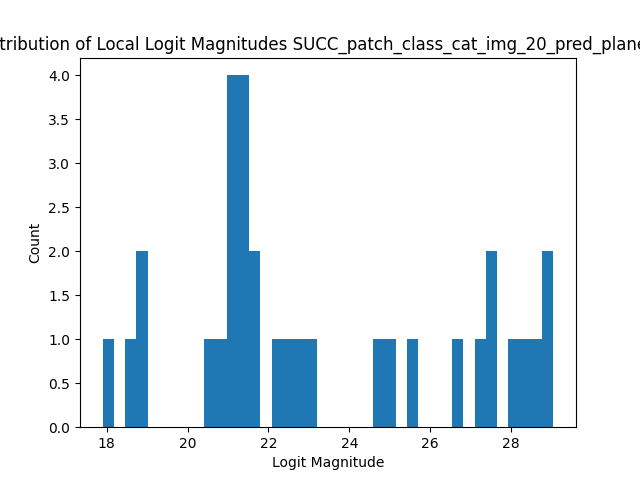 tribution of Local Logit Magnitudes SUCC_patch_class_cat_img_20_pred_plane
4.0
3.5
3.0
2.5
2.0
1.5
1.0
0.5
0.0
Count
18 20 22 24 26 28
Logit Magnitude